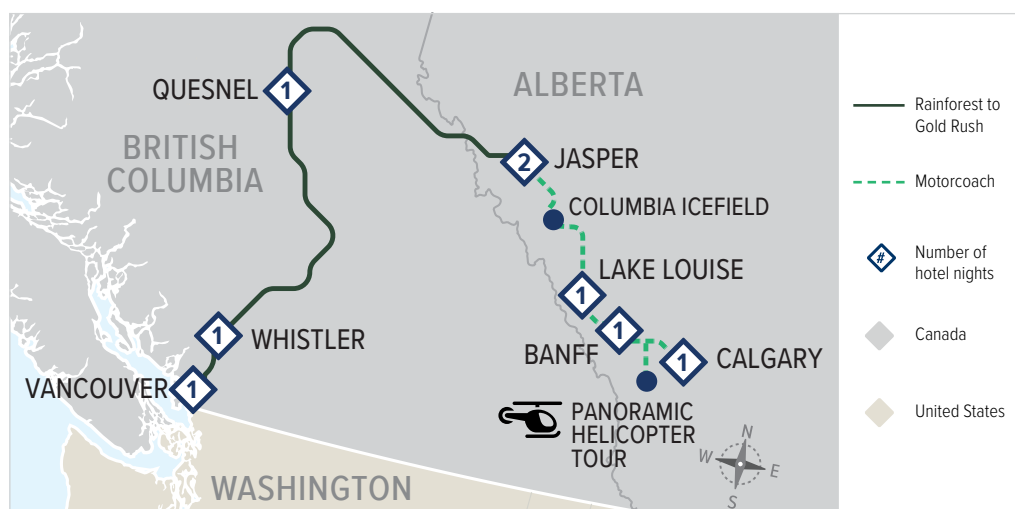 QUESNEL
1
ALBERTA
BRITISH
COLUMBIA
2
JASPER
COLUMBIA ICEFIELD
LAKE LOUISE
1
1
WHISTLER
1
BANFF
1
CALGARY
VANCOUVER
1
PANORAMIC
HELICOPTER
TOUR
N
W
E
S
WASHINGTON
Rainforest to
Gold Rush
Motorcoach
#
Number of
hotel nights
Canada
United States